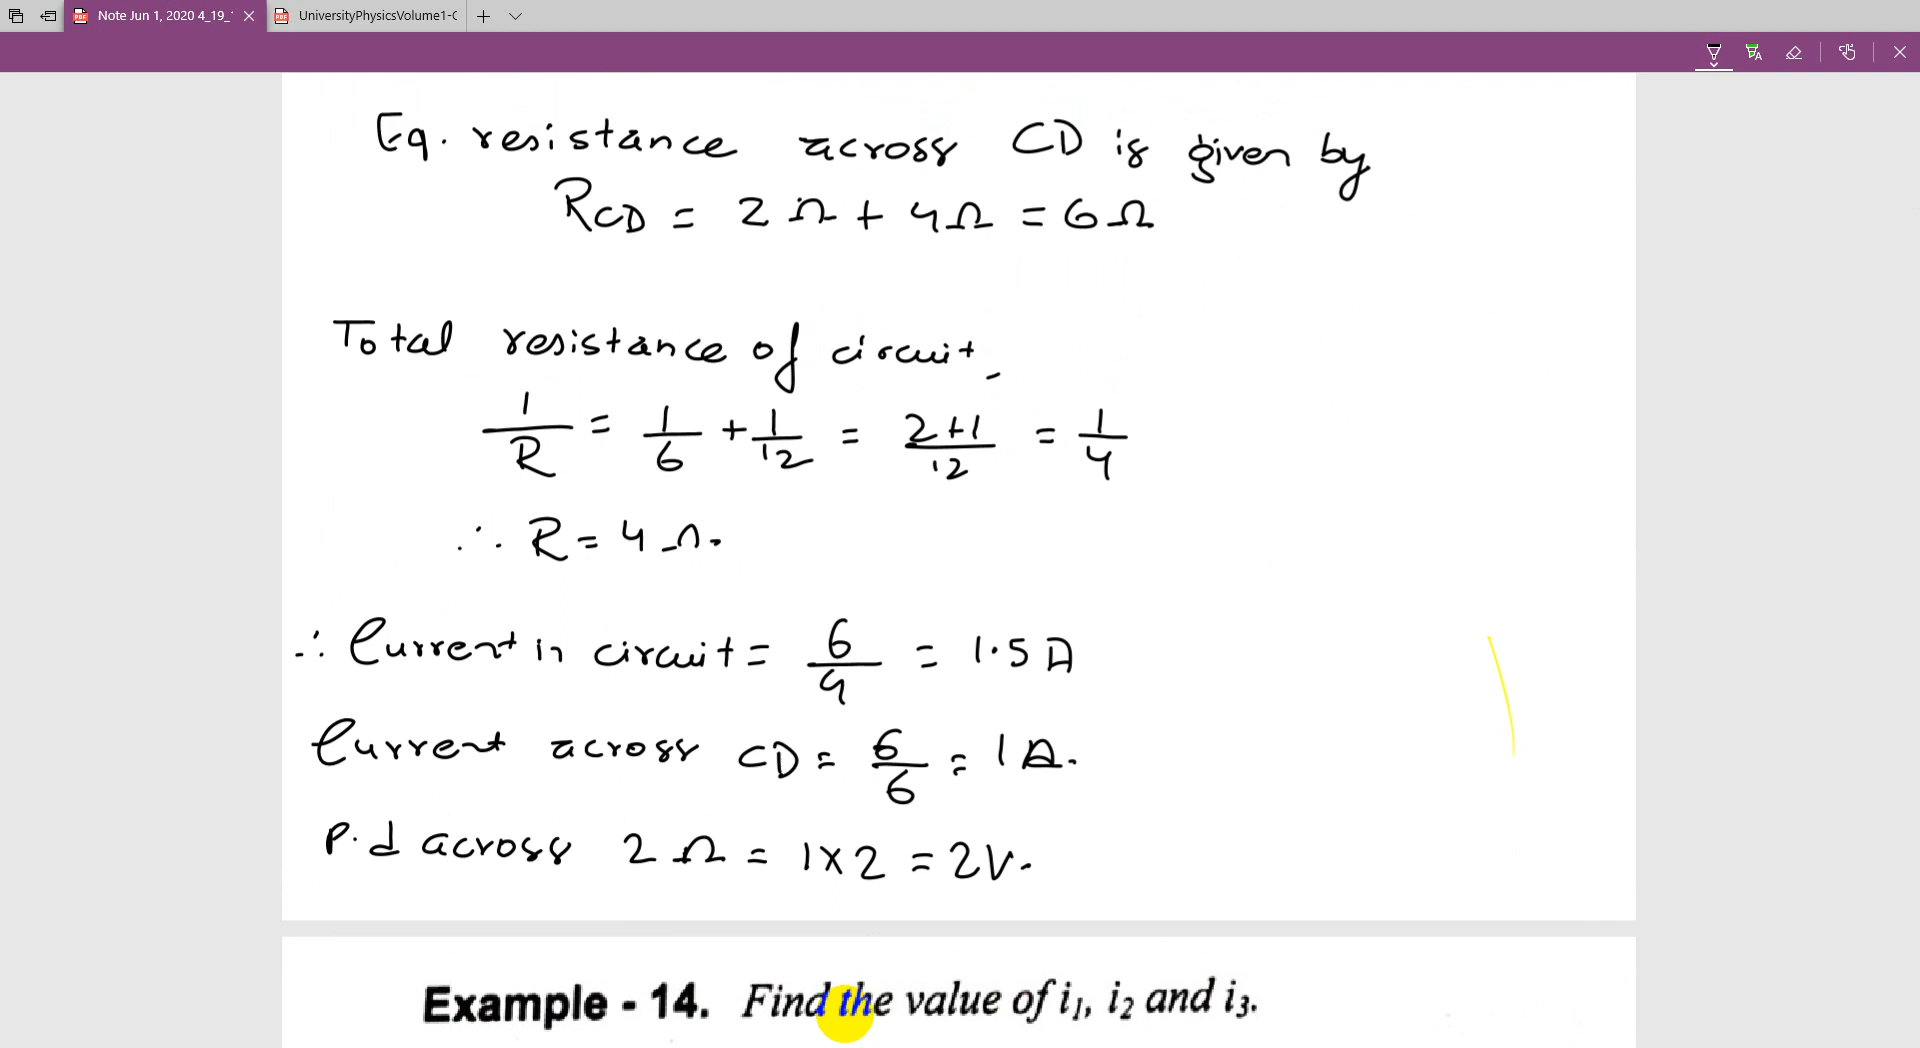 Note Jun 1, 2020 4_19_
UniversityPhysicsVolume1-
Eq. resistance across CD is given by
RCD = 2 Ω + 4Ω = 6Ω
Total resistance of circuit,
1/R = 1/6 + 1/12 = 2+1/12 = 1/4
∴ R = 4 Ω.
∴ Current in circuit = 6/4 = 1.5 A
Current across CD = 6/6 = 1 A.
P.d across 2 Ω = 1×2 = 2V.
Example - 14. Find the value of i₁, i₂ and i₃.